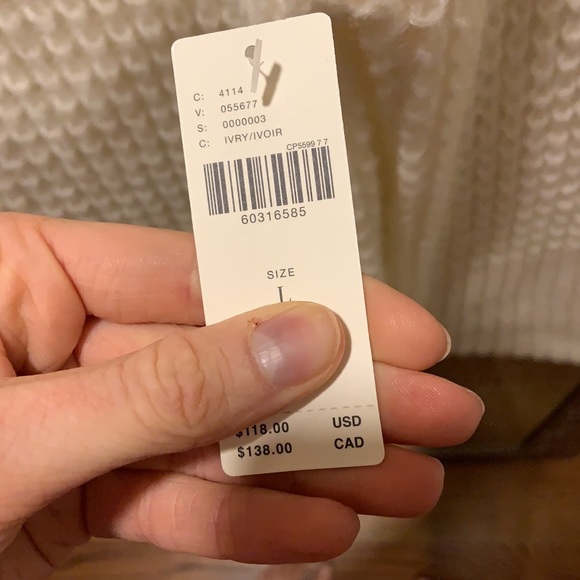 C: 4114
V: 055677
S: 0000003
C: IVRY/IVOIR
CP5599 7 7
60316585
SIZE
L
$118.00 USD
$138.00 CAD